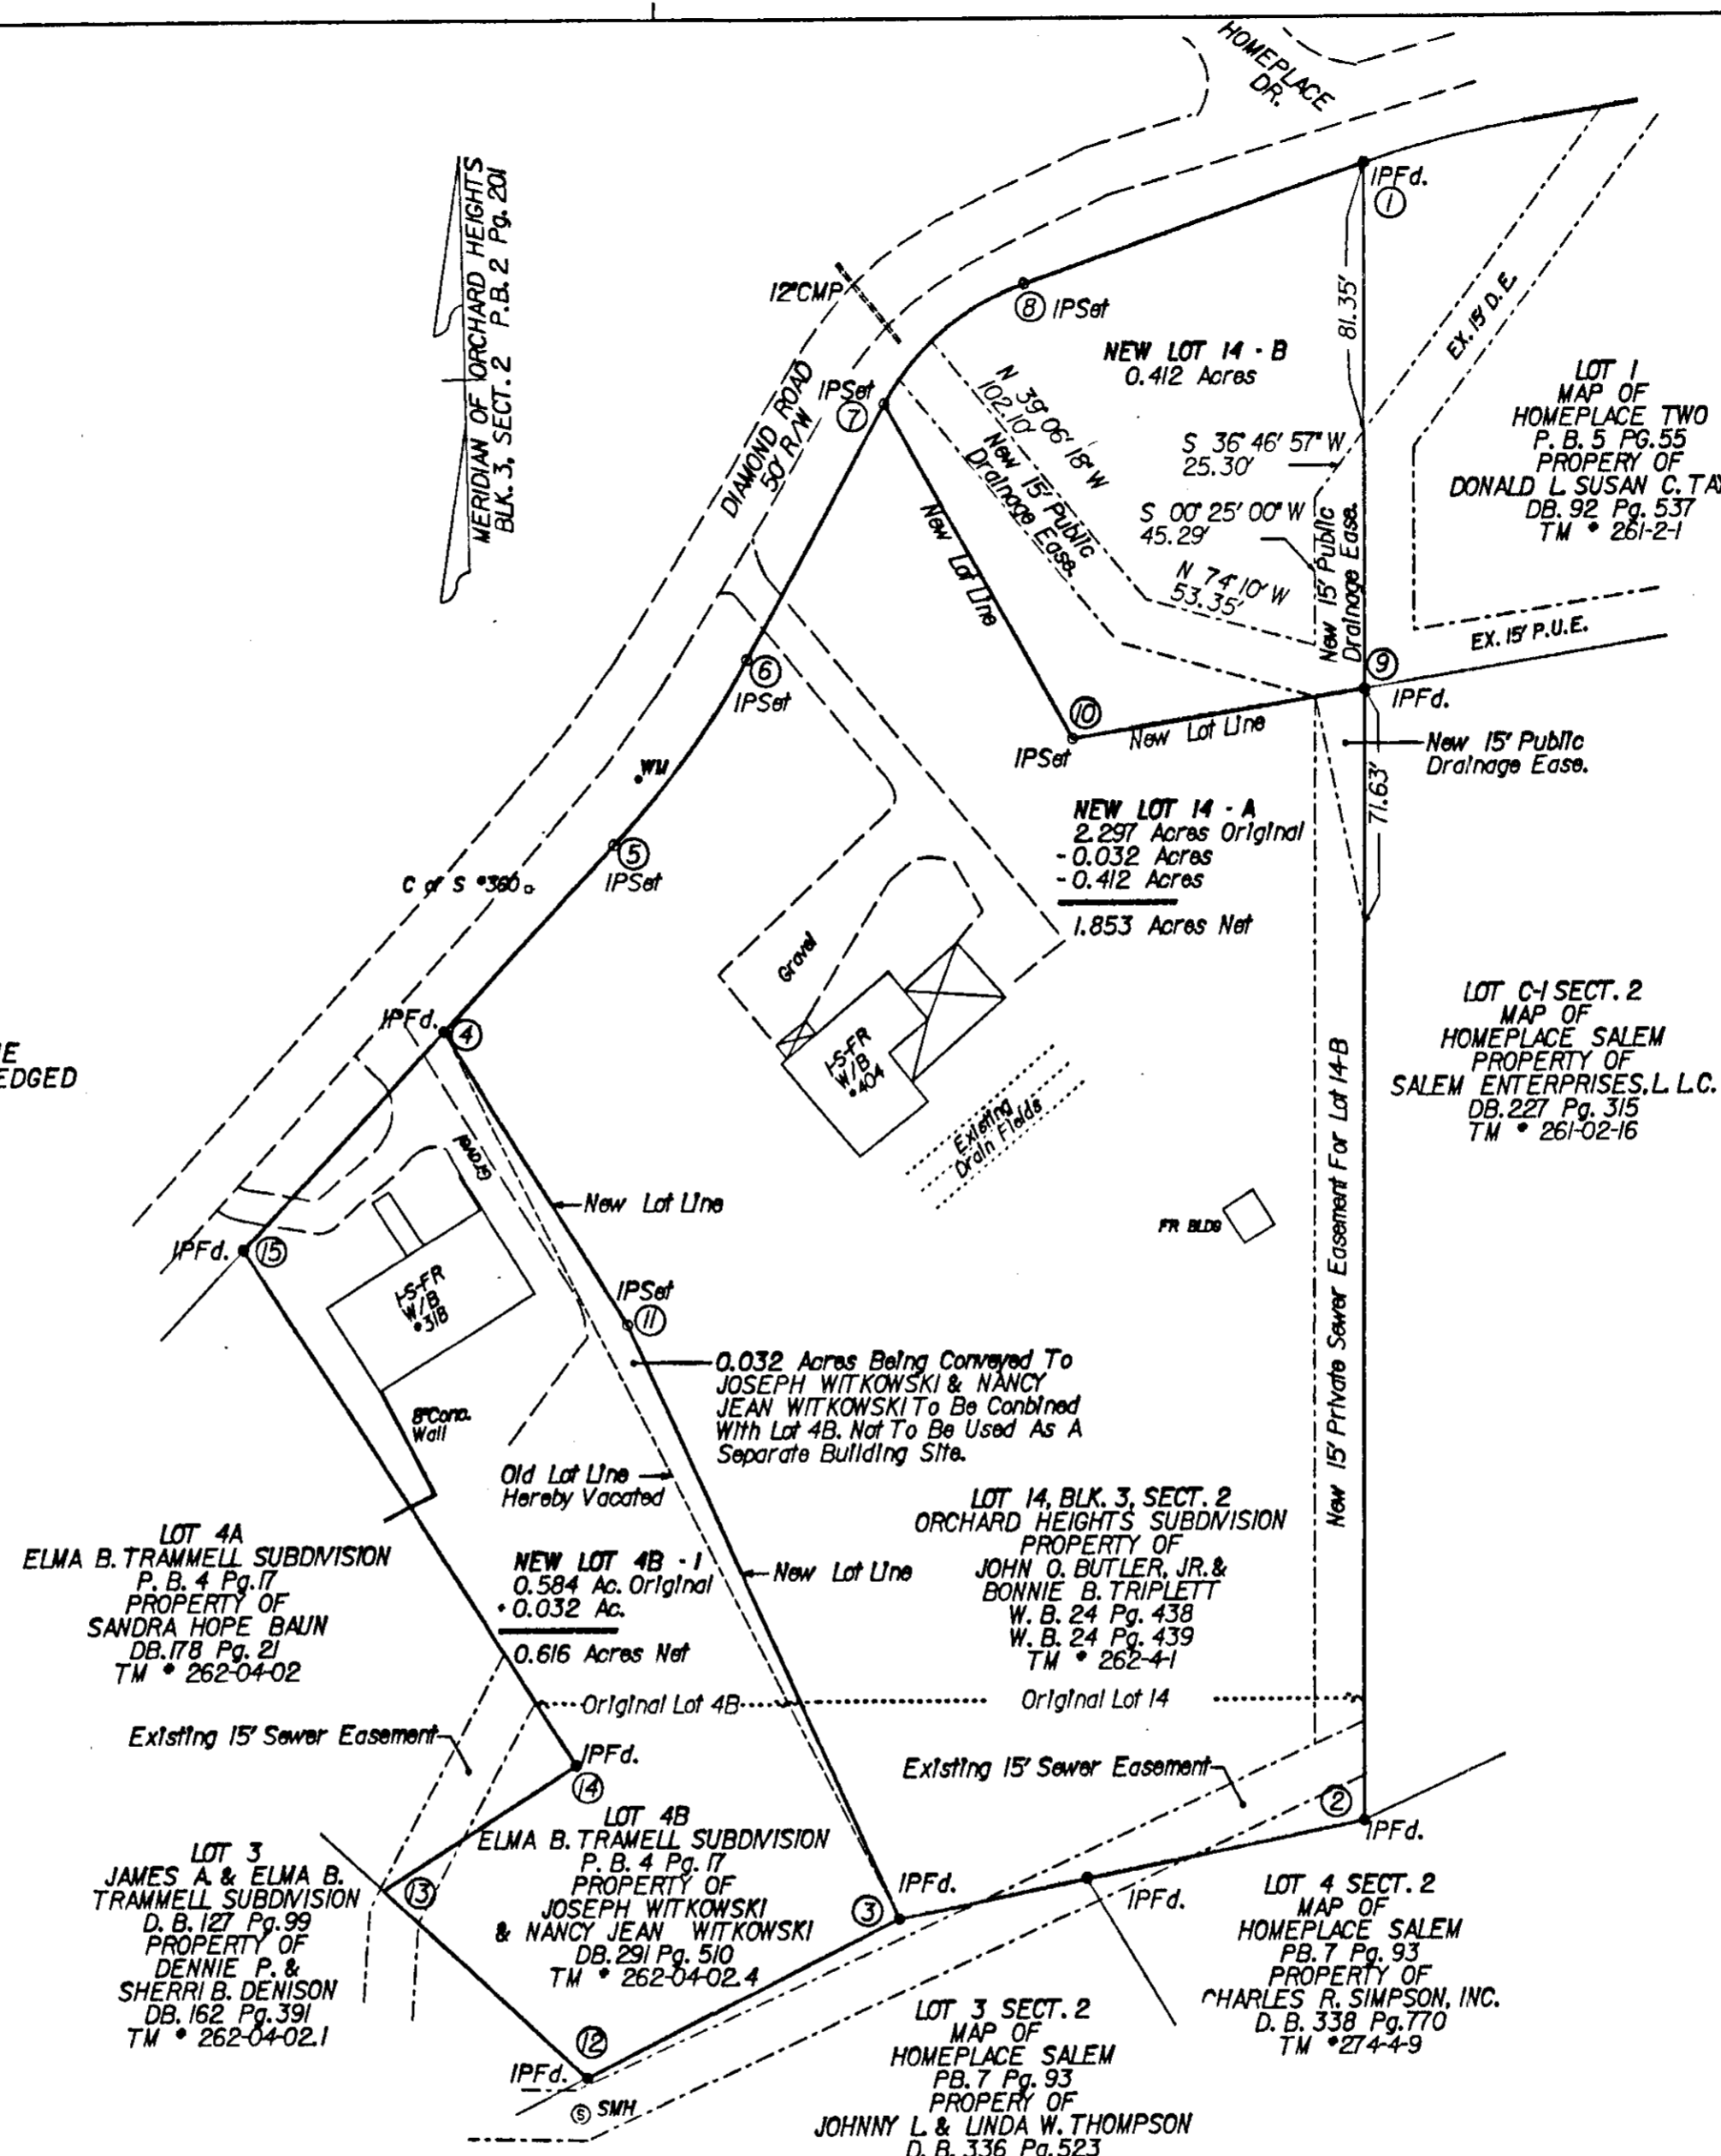 HOMEPLACE
DR.
MERIDIAN OF ORCHARD HEIGHTS
BLK. 3, SECT. 2 P.B. 2 Pg. 201
IPFd.
1
12"CMP
8 IPSet
81.35'
EX. 15' D.E.
NEW LOT 14 - B
0.412 Acres
DIAMOND ROAD
50' R/W
IPSet
7
N 39°06'18" W
102.10'
New 15' Public
Drainage Ease.
S 36°46'57" W
25.30'
S 00°25'00" W
45.29'
N 74°10' W
53.35'
New 15' Public
Drainage Ease.
LOT 1
MAP OF
HOMEPLACE TWO
P. B. 5 PG. 55
PROPERTY OF
DONALD L. SUSAN C. TA
DB. 92 Pg. 537
TM # 261-2-1
New Lot Line
EX. 15' P.U.E.
6
IPSet
9
IPFd.
10
IPSet
New Lot Line
New 15' Public
Drainage Ease.
71.63'
WM
5
IPSet
C & S #360
NEW LOT 14 - A
2.297 Acres Original
- 0.032 Acres
- 0.412 Acres
1.853 Acres Net
Gravel
1-S-FR
W/B
#404
Existing
Drain Fields
LOT C-1 SECT. 2
MAP OF
HOMEPLACE SALEM
PROPERTY OF
SALEM ENTERPRISES, L.L.C.
DB. 227 Pg. 315
TM # 261-02-16
E
EDGED
IPFd.
4
Gravel
New Lot Line
FR BLDG
New 15' Private Sewer Easement For Lot 14-B
IPFd.
15
1-S-FR
W/B
#318
IPSet
11
0.032 Acres Being Conveyed To
JOSEPH WITKOWSKI & NANCY
JEAN WITKOWSKI To Be Conbined
With Lot 4B. Not To Be Used As A
Separate Building Site.
8"Conc.
Wall
Old Lot Line
Hereby Vacated
LOT 4A
ELMA B. TRAMMELL SUBDIVISION
P. B. 4 Pg. 17
PROPERTY OF
SANDRA HOPE BAUN
DB. 178 Pg. 21
TM # 262-04-02
NEW LOT 4B - 1
0.584 Ac. Original
+ 0.032 Ac.
0.616 Acres Net
New Lot Line
LOT 14, BLK. 3, SECT. 2
ORCHARD HEIGHTS SUBDIVISION
PROPERTY OF
JOHN O. BUTLER, JR. &
BONNIE B. TRIPLETT
W. B. 24 Pg. 438
W. B. 24 Pg. 439
TM # 262-4-1
Original Lot 4B
Original Lot 14
Existing 15' Sewer Easement
IPFd.
14
Existing 15' Sewer Easement
2
IPFd.
LOT 3
JAMES A. & ELMA B.
TRAMMELL SUBDIVISION
D. B. 127 Pg. 99
PROPERTY OF
DENNIE P. &
SHERRI B. DENISON
DB. 162 Pg. 391
TM # 262-04-02.1
13
LOT 4B
ELMA B. TRAMELL SUBDIVISION
P. B. 4 Pg. 17
PROPERTY OF
JOSEPH WITKOWSKI
& NANCY JEAN WITKOWSKI
DB. 291 Pg. 510
TM # 262-04-02.4
IPFd.
3
IPFd.
LOT 4 SECT. 2
MAP OF
HOMEPLACE SALEM
PB. 7 Pg. 93
PROPERTY OF
CHARLES R. SIMPSON, INC.
D. B. 338 Pg. 770
TM #274-4-9
12
IPFd.
S SMH
LOT 3 SECT. 2
MAP OF
HOMEPLACE SALEM
PB. 7 Pg. 93
PROPERTY OF
JOHNNY L. & LINDA W. THOMPSON
D. B. 336 Pg. 523